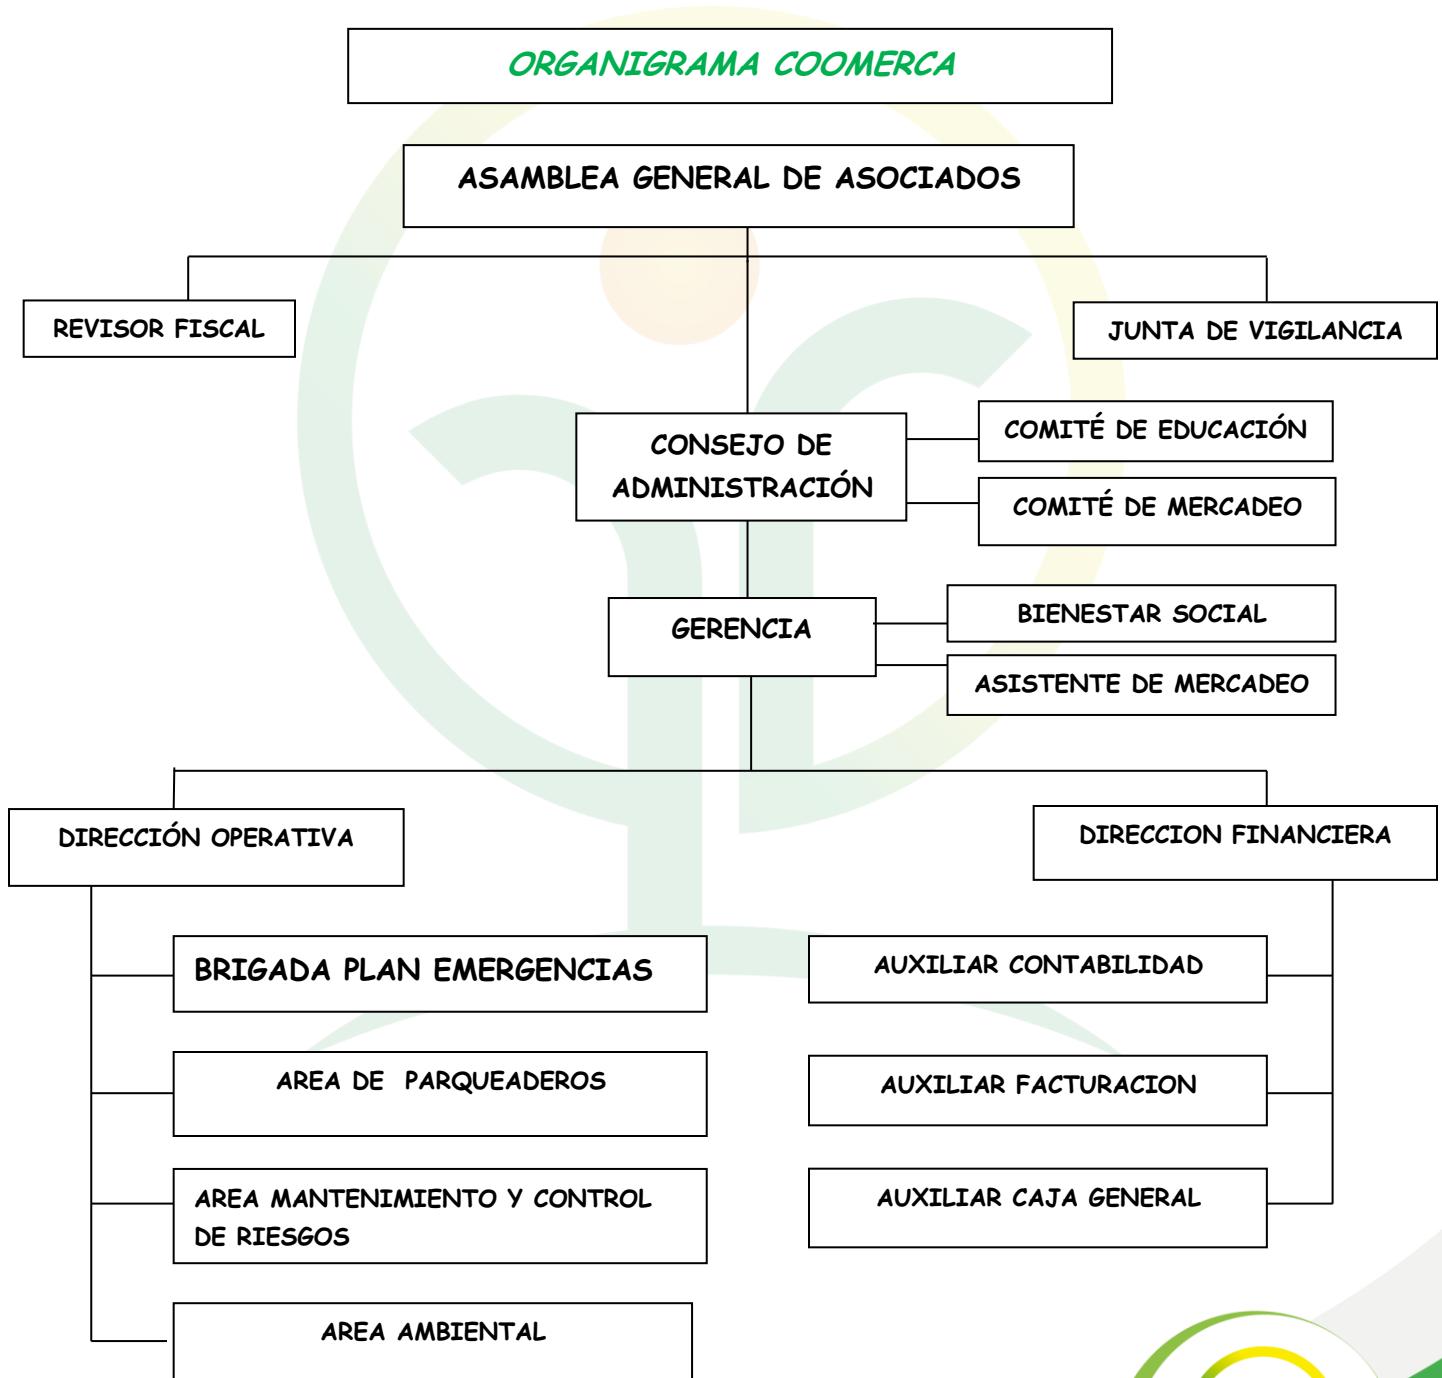 ORGANIGRAMA COOMERCA
ASAMBLEA GENERAL DE ASOCIADOS
REVISOR FISCAL
JUNTA DE VIGILANCIA
CONSEJO DE
ADMINISTRACIÓN
COMITÉ DE EDUCACIÓN
COMITÉ DE MERCADEO
GERENCIA
BIENESTAR SOCIAL
ASISTENTE DE MERCADEO
DIRECCIÓN OPERATIVA
DIRECCION FINANCIERA
BRIGADA PLAN EMERGENCIAS
AUXILIAR CONTABILIDAD
AREA DE PARQUEADEROS
AUXILIAR FACTURACION
AREA MANTENIMIENTO Y CONTROL
DE RIESGOS
AUXILIAR CAJA GENERAL
AREA AMBIENTAL